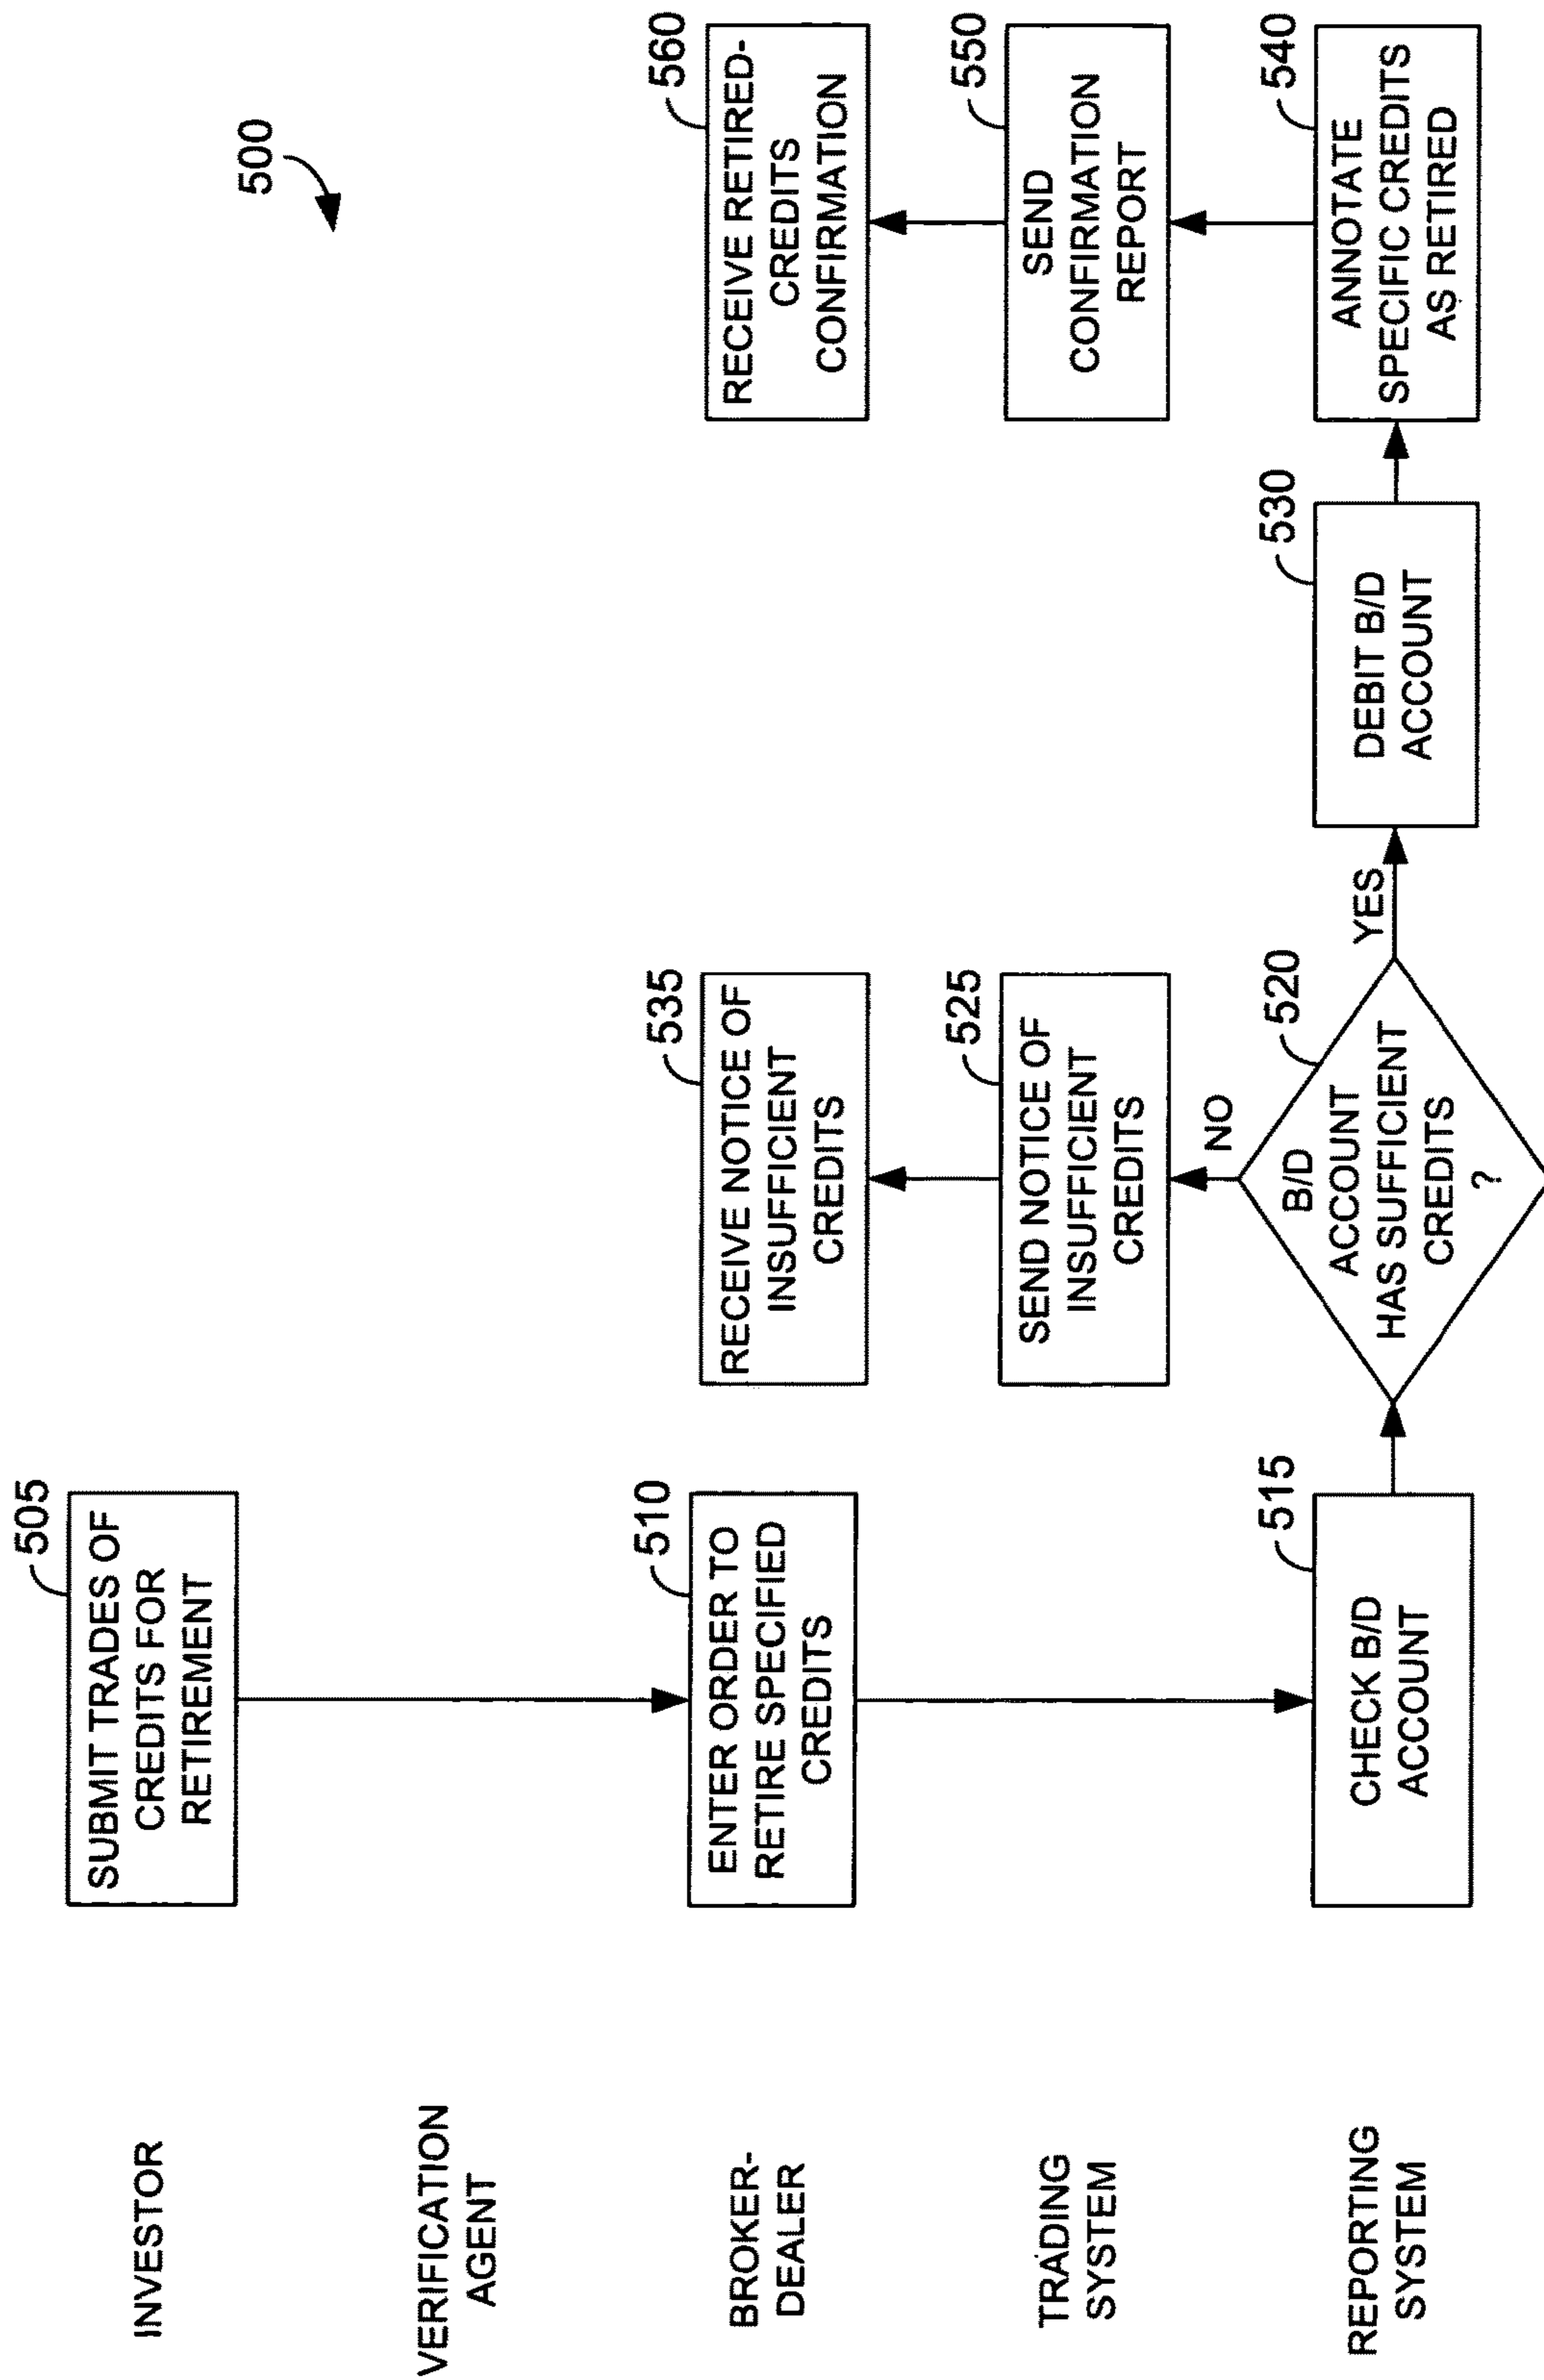 500
INVESTOR
505
SUBMIT TRADES OF
CREDITS FOR
RETIREMENT
VERIFICATION
AGENT
BROKER-
DEALER
510
ENTER ORDER TO
RETIRE SPECIFIED
CREDITS
535
RECEIVE NOTICE OF
INSUFFICIENT
CREDITS
560
RECEIVE RETIRED-
CREDITS
CONFIRMATION
TRADING
SYSTEM
525
SEND NOTICE OF
INSUFFICIENT
CREDITS
550
SEND
CONFIRMATION
REPORT
REPORTING
SYSTEM
515
CHECK B/D
ACCOUNT
NO
520
B/D
ACCOUNT
HAS SUFFICIENT
CREDITS
?
YES
530
DEBIT B/D
ACCOUNT
540
ANNOTATE
SPECIFIC CREDITS
AS RETIRED